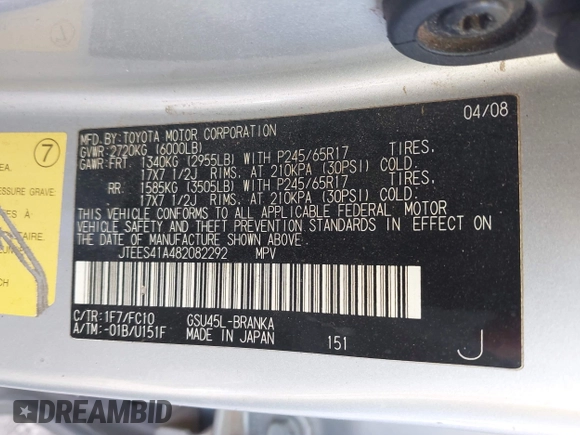 04/08
MFD.BY:TOYOTA MOTOR CORPORATION
GVWR:2720KG (6000LB)
GAWR:FRT 1340KG (2955LB) WITH P245/65R17 TIRES.
17X7 1/2J RIMS. AT 210KPA (30PSI) COLD.
RR: 1585KG (3505LB) WITH P245/65R17 TIRES.
17X7 1/2J RIMS. AT 210KPA (30PSI) COLD.
THIS VEHICLE CONFORMS TO ALL APPLICABLE FEDERAL MOTOR
VEHICLE SAFETY AND THEFT PREVENTION STANDARDS IN EFFECT ON
THE DATE OF MANUFACTURE SHOWN ABOVE.
JTEES41A482082292 MPV
C/TR:1F7/FC10 GSU45L-BRANKA
A/TM:-01B/U151F MADE IN JAPAN 151 J
7
EA.
ESSURE GRAVE
DREAMBID